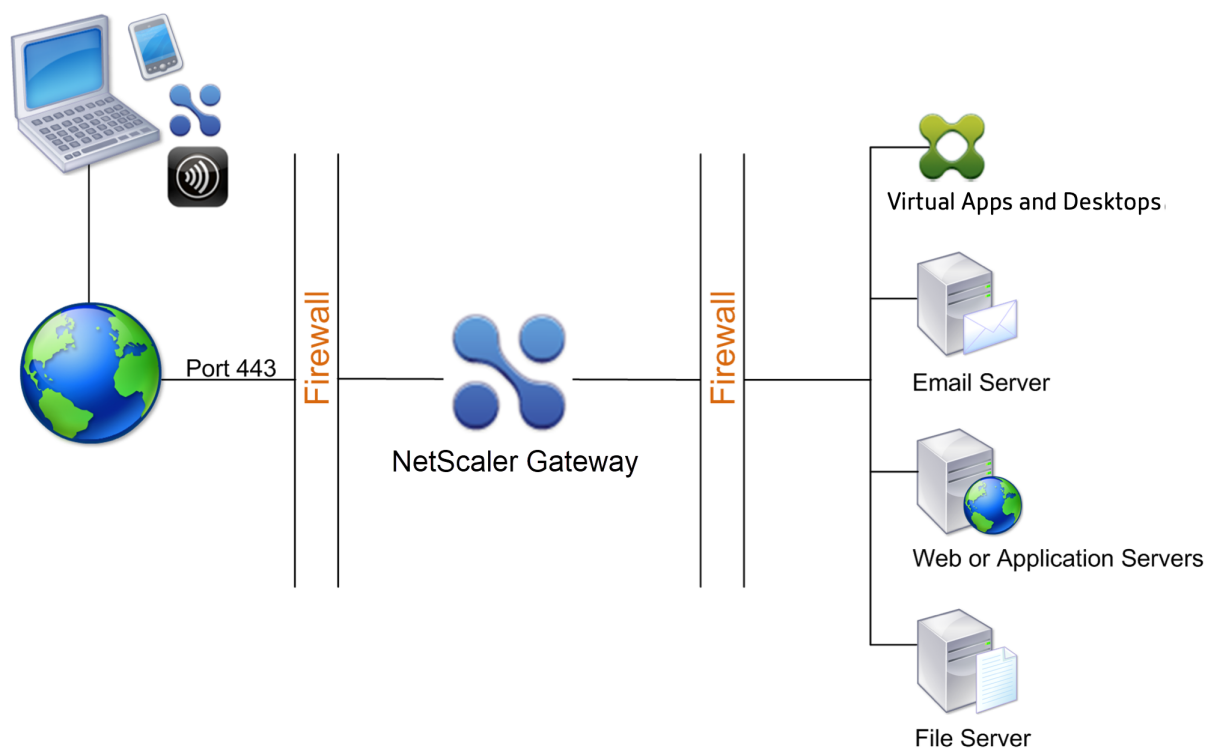 Port 443
Firewall
NetScaler Gateway
Firewall
Virtual Apps and Desktops
Email Server
Web or Application Servers
File Server